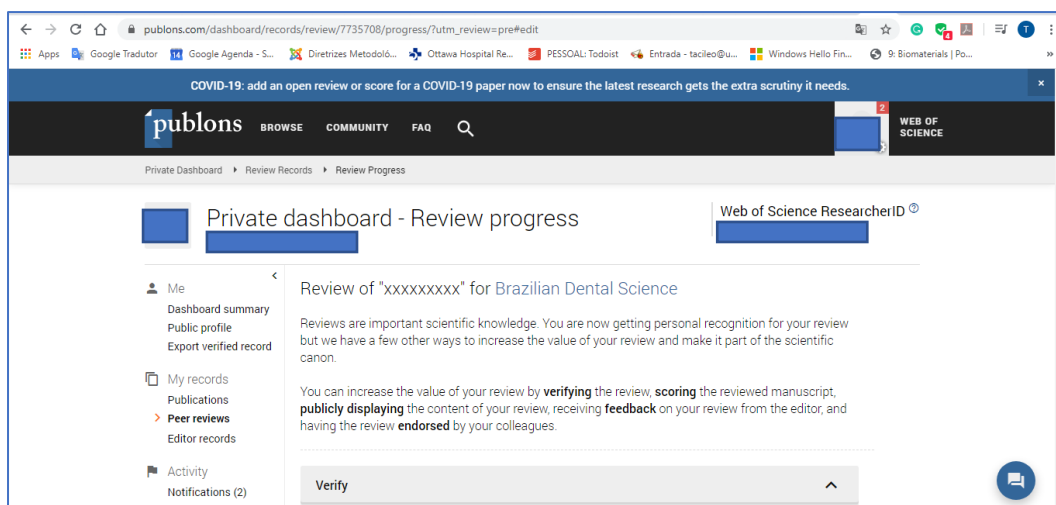 publons.com/dashboard/records/review/7735708/progress/?utm_review=pre#edit
Apps Google Tradutor 14 Google Agenda - S... Diretrizes Metodoló... Ottawa Hospital Re... PESSOAL: Todoist Entrada - tacileo@u... Windows Hello Fin... 9: Biomaterials | Po... »
COVID-19: add an open review or score for a COVID-19 paper now to ensure the latest research gets the extra scrutiny it needs. ×
publons BROWSE COMMUNITY FAQ 2 WEB OF SCIENCE
Private Dashboard Review Records Review Progress
Private dashboard - Review progress
Web of Science ResearcherID ?
Me
Dashboard summary
Public profile
Export verified record
My records
Publications
Peer reviews
Editor records
Activity
Notifications (2)
Review of "xxxxxxxxx" for Brazilian Dental Science
Reviews are important scientific knowledge. You are now getting personal recognition for your review
but we have a few other ways to increase the value of your review and make it part of the scientific
canon.
You can increase the value of your review by verifying the review, scoring the reviewed manuscript,
publicly displaying the content of your review, receiving feedback on your review from the editor, and
having the review endorsed by your colleagues.
Verify